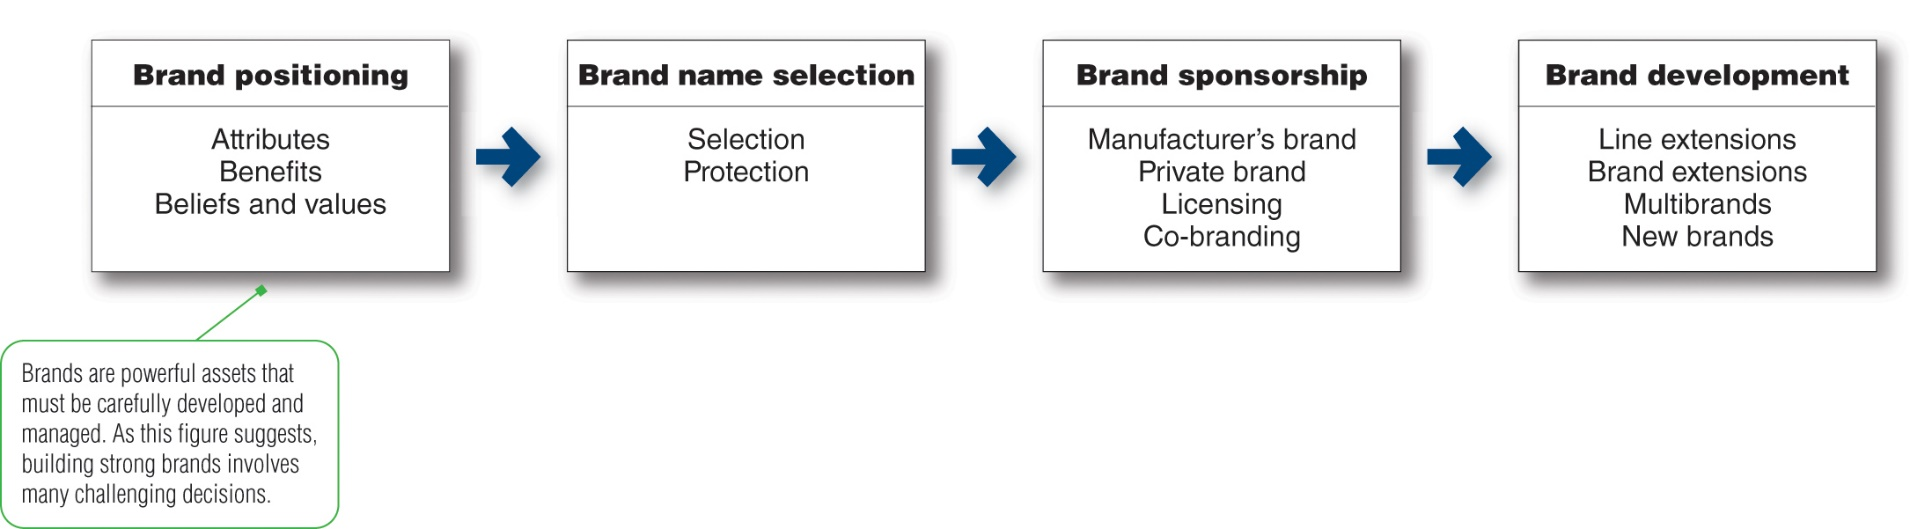 Brand positioning
Attributes
Benefits
Beliefs and values
Brand name selection
Selection
Protection
Brand sponsorship
Manufacturer’s brand
Private brand
Licensing
Co-branding
Brand development
Line extensions
Brand extensions
Multibrands
New brands
Brands are powerful assets that
must be carefully developed and
managed. As this figure suggests,
building strong brands involves
many challenging decisions.